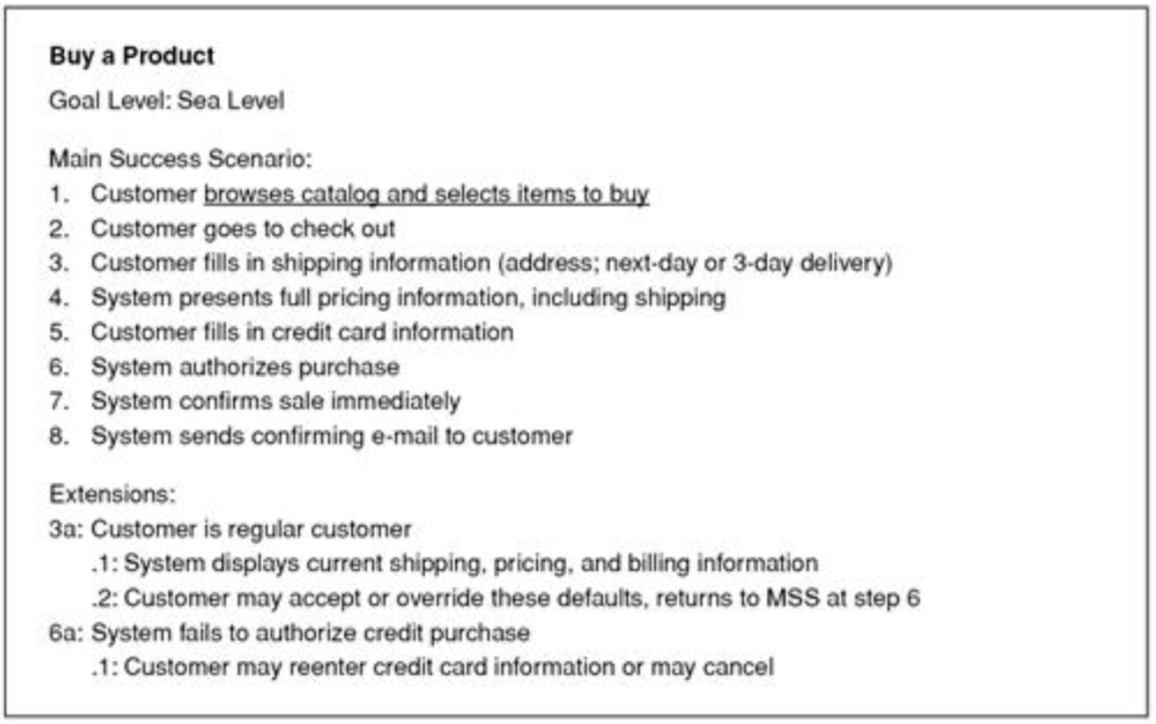 Buy a Product
Goal Level: Sea Level
Main Success Scenario:
1. Customer browses catalog and selects items to buy
2. Customer goes to check out
3. Customer fills in shipping information (address; next-day or 3-day delivery)
4. System presents full pricing information, including shipping
5. Customer fills in credit card information
6. System authorizes purchase
7. System confirms sale immediately
8. System sends confirming e-mail to customer
Extensions:
3a: Customer is regular customer
.1: System displays current shipping, pricing, and billing information
.2: Customer may accept or override these defaults, returns to MSS at step 6
6a: System fails to authorize credit purchase
.1: Customer may reenter credit card information or may cancel